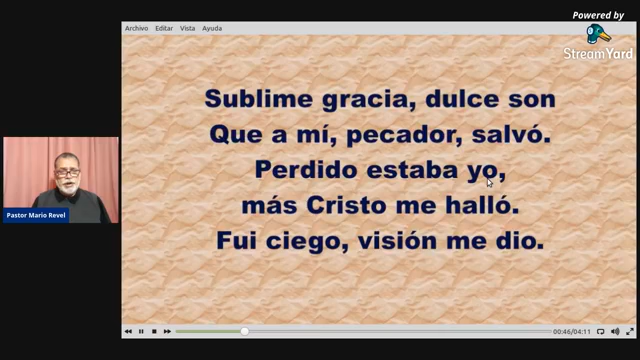 Powered by
StreamYard
Archivo Editar Vista Ayuda
Sublime gracia, dulce son
Que a mí, pecador, salvó.
Perdido estaba yo,
más Cristo me halló.
Fui ciego, visión me dio.
Pastor Mario Revel
00:46/04:11